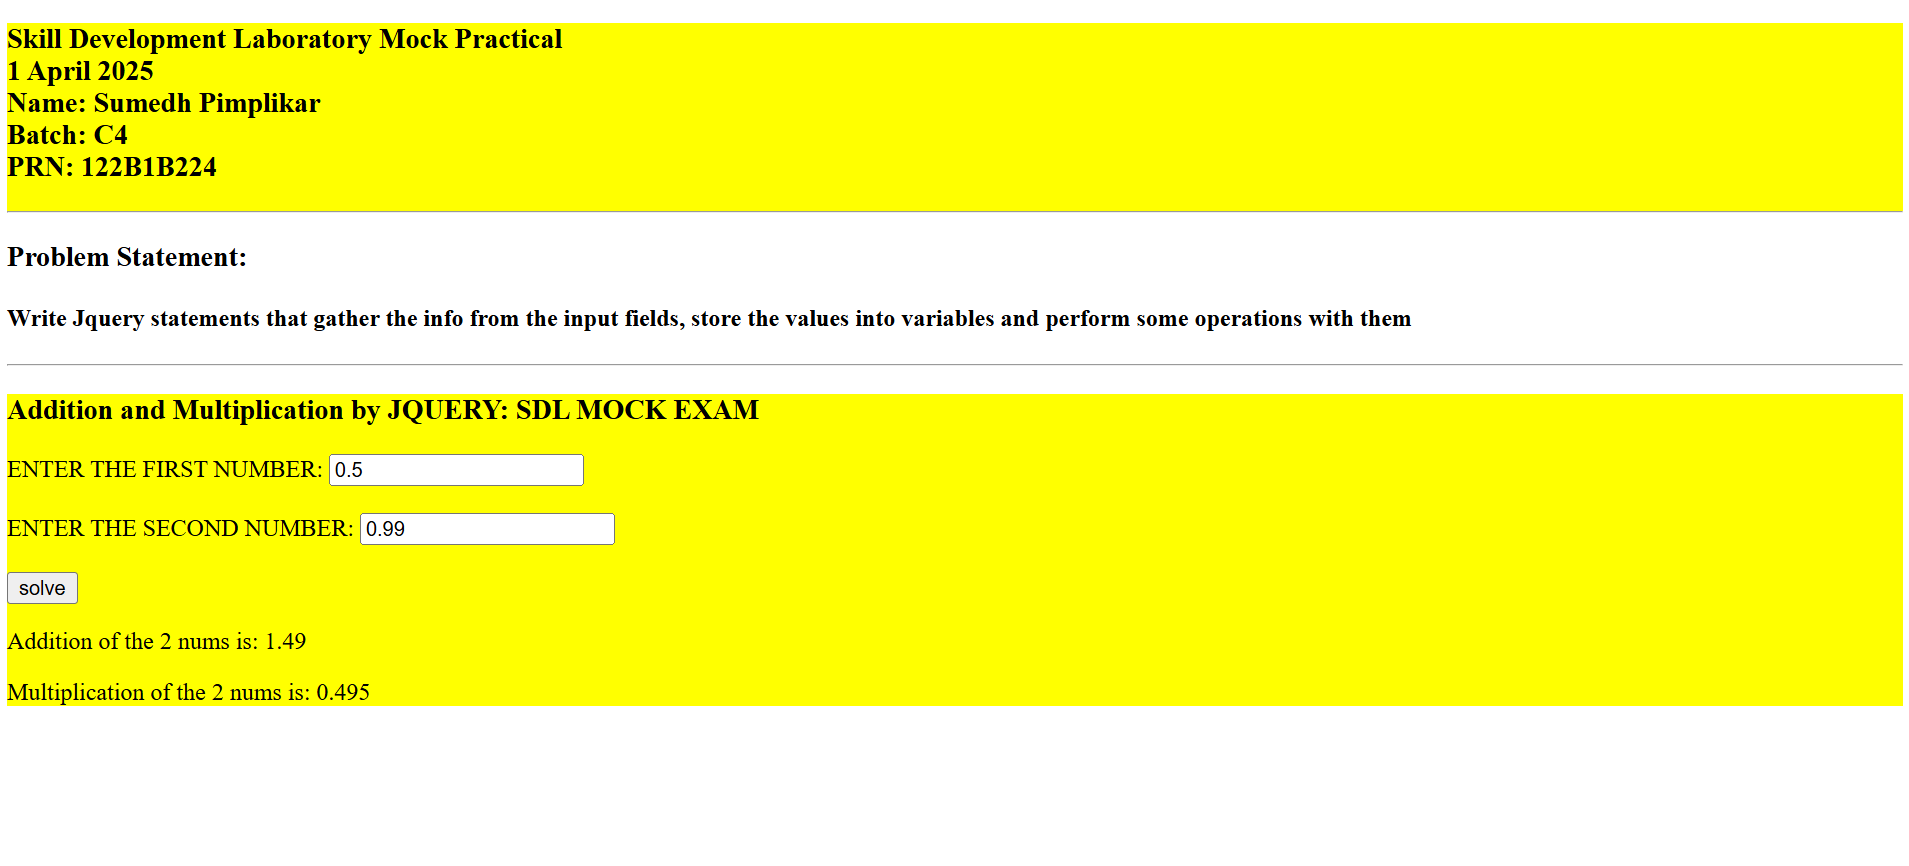 Skill Development Laboratory Mock Practical
1 April 2025
Name: Sumedh Pimplikar
Batch: C4
PRN: 122B1B224
Problem Statement:
Write Jquery statements that gather the info from the input fields, store the values into variables and perform some operations with them
Addition and Multiplication by JQUERY: SDL MOCK EXAM
ENTER THE FIRST NUMBER: 0.5
ENTER THE SECOND NUMBER: 0.99
solve
Addition of the 2 nums is: 1.49
Multiplication of the 2 nums is: 0.495